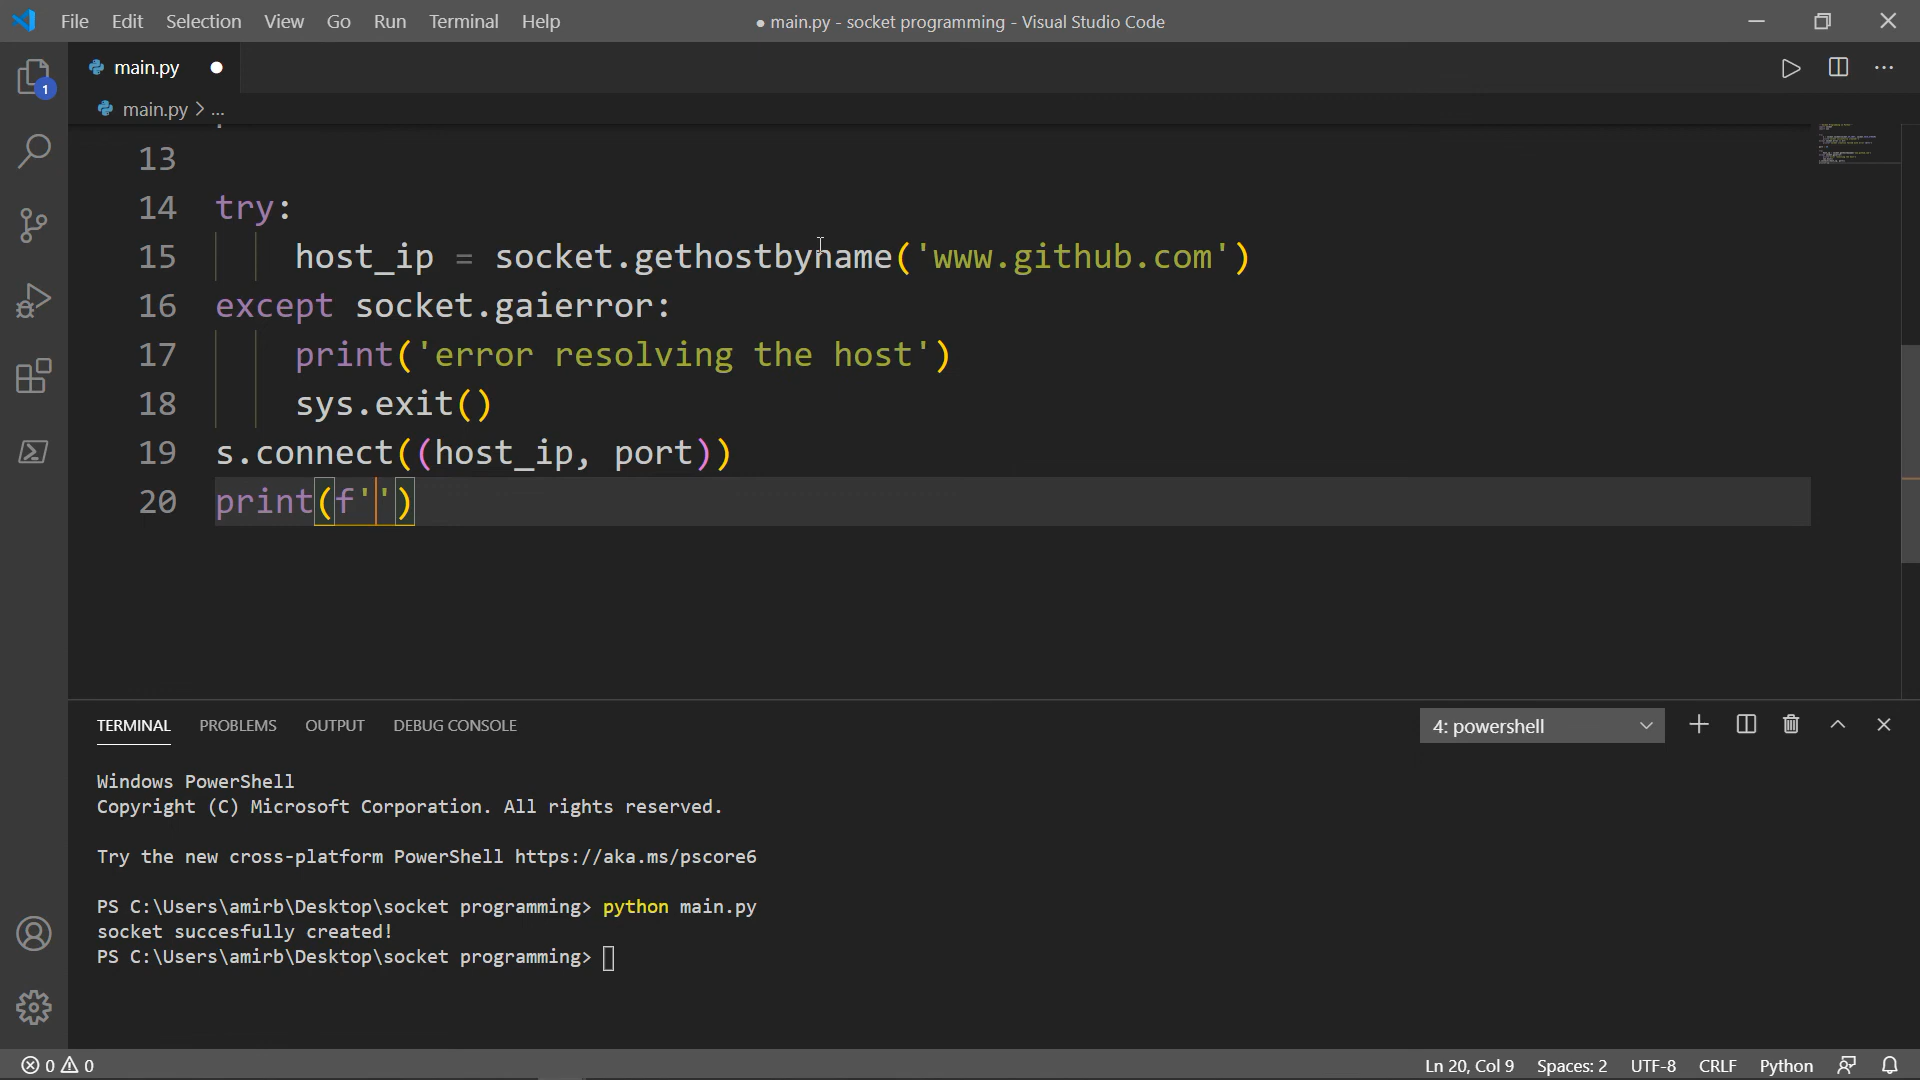 File Edit Selection View Go Run Terminal Help
● main.py - socket programming - Visual Studio Code
main.py
1
main.py > ...
13
14 try:
15 host_ip = socket.gethostbyname('www.github.com')
16 except socket.gaierror:
17 print('error resolving the host')
18 sys.exit()
19 s.connect((host_ip, port))
20 print(f'')
TERMINAL PROBLEMS OUTPUT DEBUG CONSOLE
4: powershell
Windows PowerShell
Copyright (C) Microsoft Corporation. All rights reserved.
Try the new cross-platform PowerShell https://aka.ms/pscore6
PS C:\Users\amirb\Desktop\socket programming> python main.py
socket succesfully created!
PS C:\Users\amirb\Desktop\socket programming>
0 0
Ln 20, Col 9 Spaces: 2 UTF-8 CRLF Python